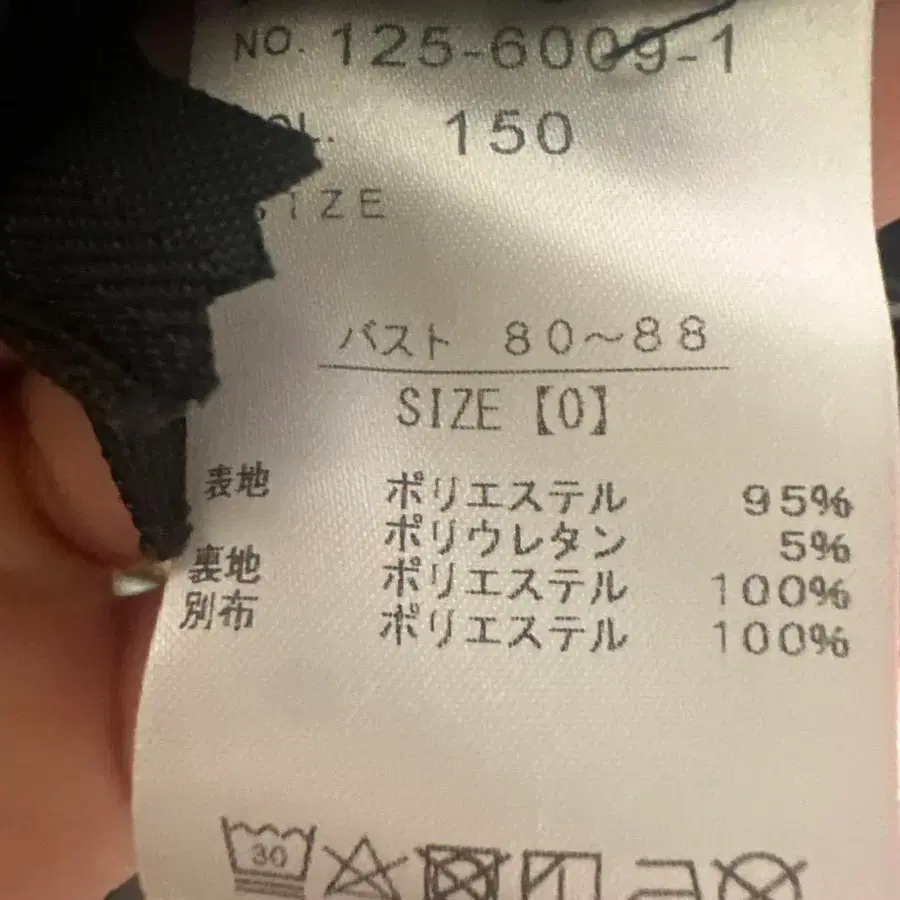 NO. 125-6009-1
OL. 150
SIZE
バスト 80～88
SIZE【0】
表地 ポリエステル 95%
ポリウレタン 5%
裏地 ポリエステル 100%
別布 ポリエステル 100%
30